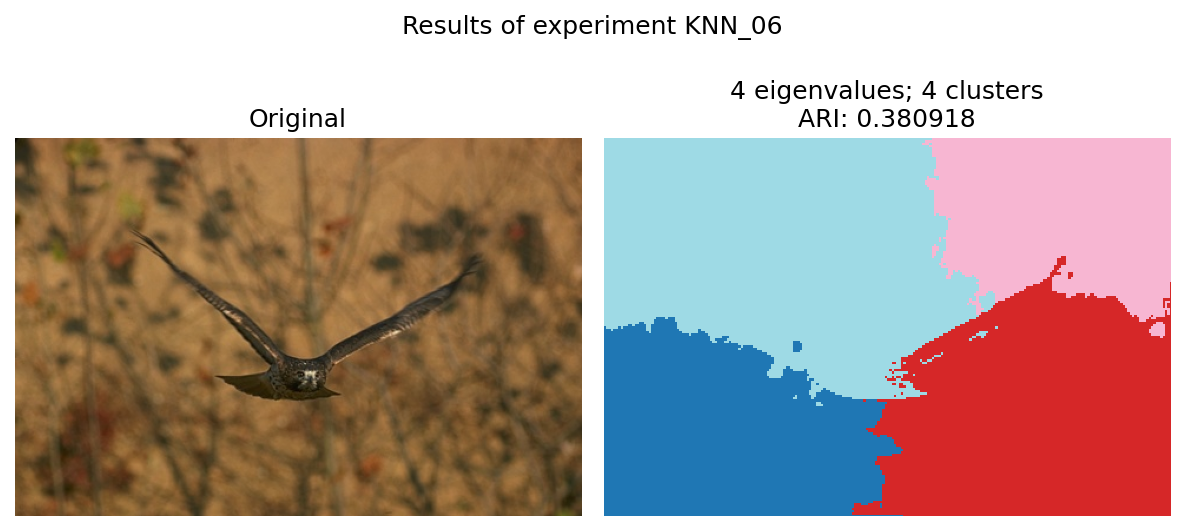 Results of experiment KNN_06
Original
4 eigenvalues; 4 clusters
ARI: 0.380918